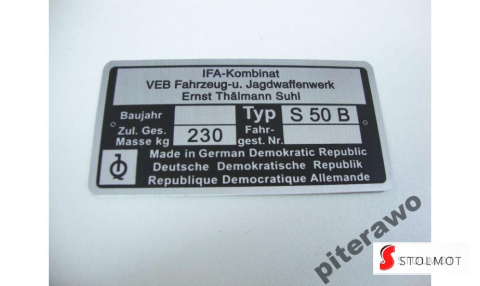 IFA-Kombinat
VEB Fahrzeug-u. Jagdwaffenwerk
Ernst Thälmann Suhl
Baujahr Typ S 50 B
Zul. Ges. Masse kg 230 Fahr-gest. Nr.
Made in German Demokratic Republic
Deutsche Demokratische Republik
Republique Democratique Allemande
piterawo
STOLMOT